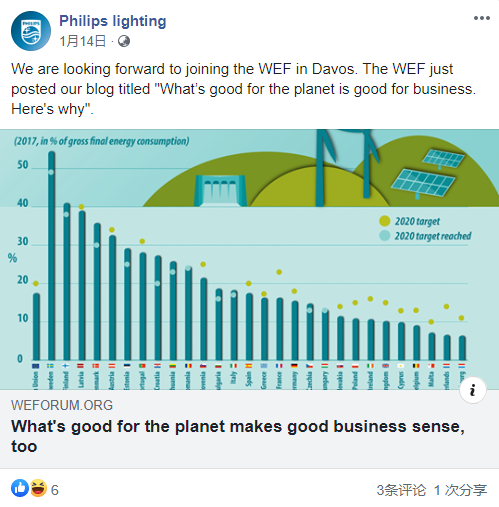 PHILIPS
Philips lighting
1月14日 ·
We are looking forward to joining the WEF in Davos. The WEF just
posted our blog titled "What's good for the planet is good for business.
Here's why".
(2017, in % of gross final energy consumption)
50
40
30
%
20
10
0
2020 target
2020 target reached
Union
Sweden
Finland
Latvia
Denmark
Austria
Estonia
Portugal
Croatia
Lithuania
Romania
Slovenia
Bulgaria
Italy
Spain
Greece
France
Germany
Czechia
Hungary
Slovakia
Poland
Ireland
Kingdom
Cyprus
Belgium
Malta
i
WEFORUM.ORG
What's good for the planet makes good business sense,
too
6
3条评论 1 次分享